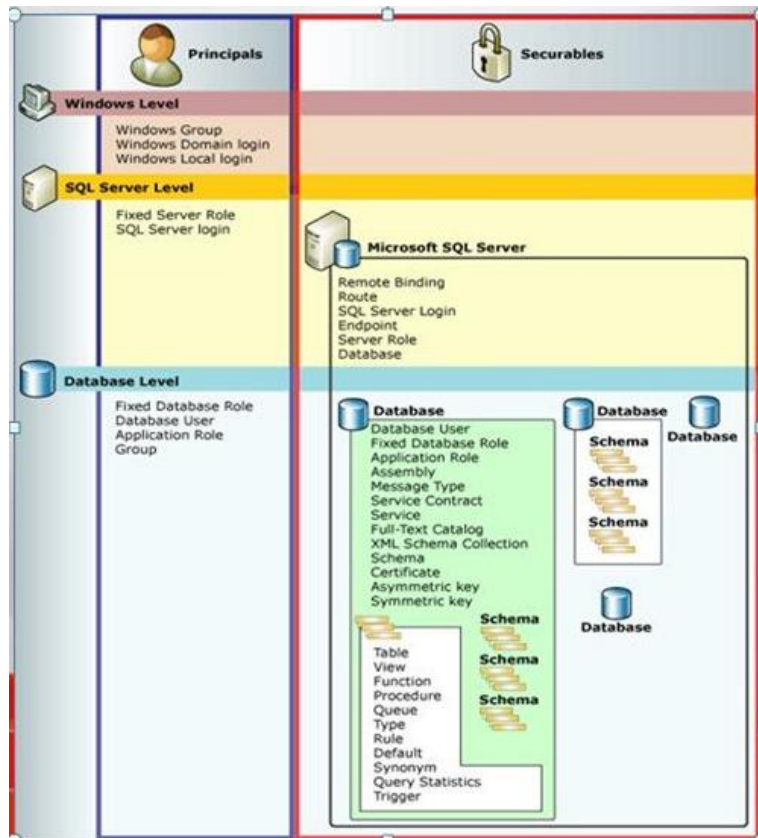 Principals
Securables
Windows Level
Windows Group
Windows Domain login
Windows Local login
SQL Server Level
Fixed Server Role
SQL Server login
Microsoft SQL Server
Remote Binding
Route
SQL Server Login
Endpoint
Server Role
Database
Database Level
Fixed Database Role
Database User
Application Role
Group
Database
Database User
Fixed Database Role
Application Role
Assembly
Message Type
Service Contract
Service
Full-Text Catalog
XML Schema Collection
Schema
Certificate
Asymmetric key
Symmetric key
Schema
Schema
Schema
Table
View
Function
Procedure
Queue
Type
Rule
Default
Synonym
Query Statistics
Trigger
Database
Schema
Schema
Schema
Database
Database